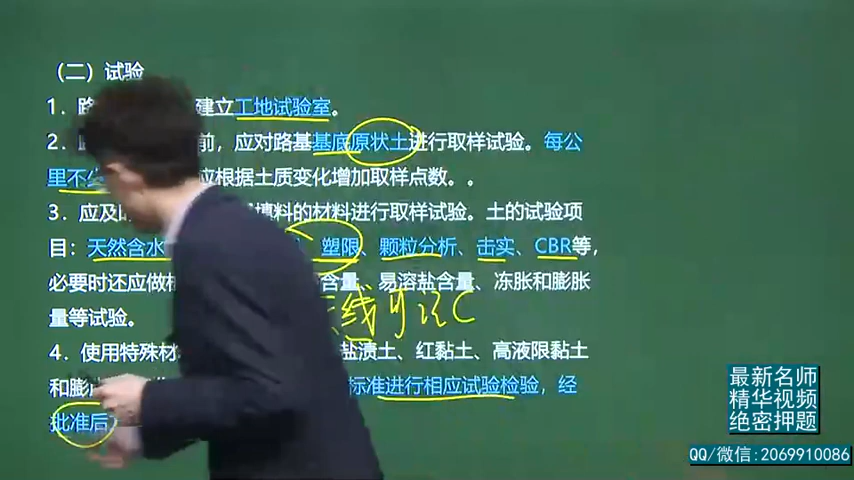 （二）试验
1．路 建立工地试验室。
2． 前，应对路基基底原状土进行取样试验。每公
里不 应根据土质变化增加取样点数。。
3．应及 填料的材料进行取样试验。土的试验项
目：天然含水 、塑限、颗粒分析、击实、CBR等，
必要时还应做 含量、易溶盐含量、冻胀和膨胀
量等试验。
线 可 C
4．使用特殊材 盐渍土、红黏土、高液限黏土
和膨 标准进行相应试验检验，经
批准后
最新名师
精华视频
绝密押题
QQ/微信:2069910086